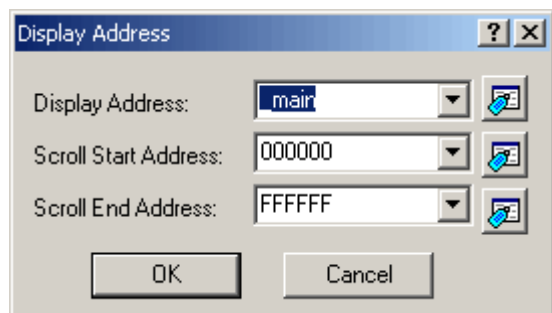 Display Address
Display Address: _main
Scroll Start Address: 000000
Scroll End Address: FFFFFF
OK Cancel